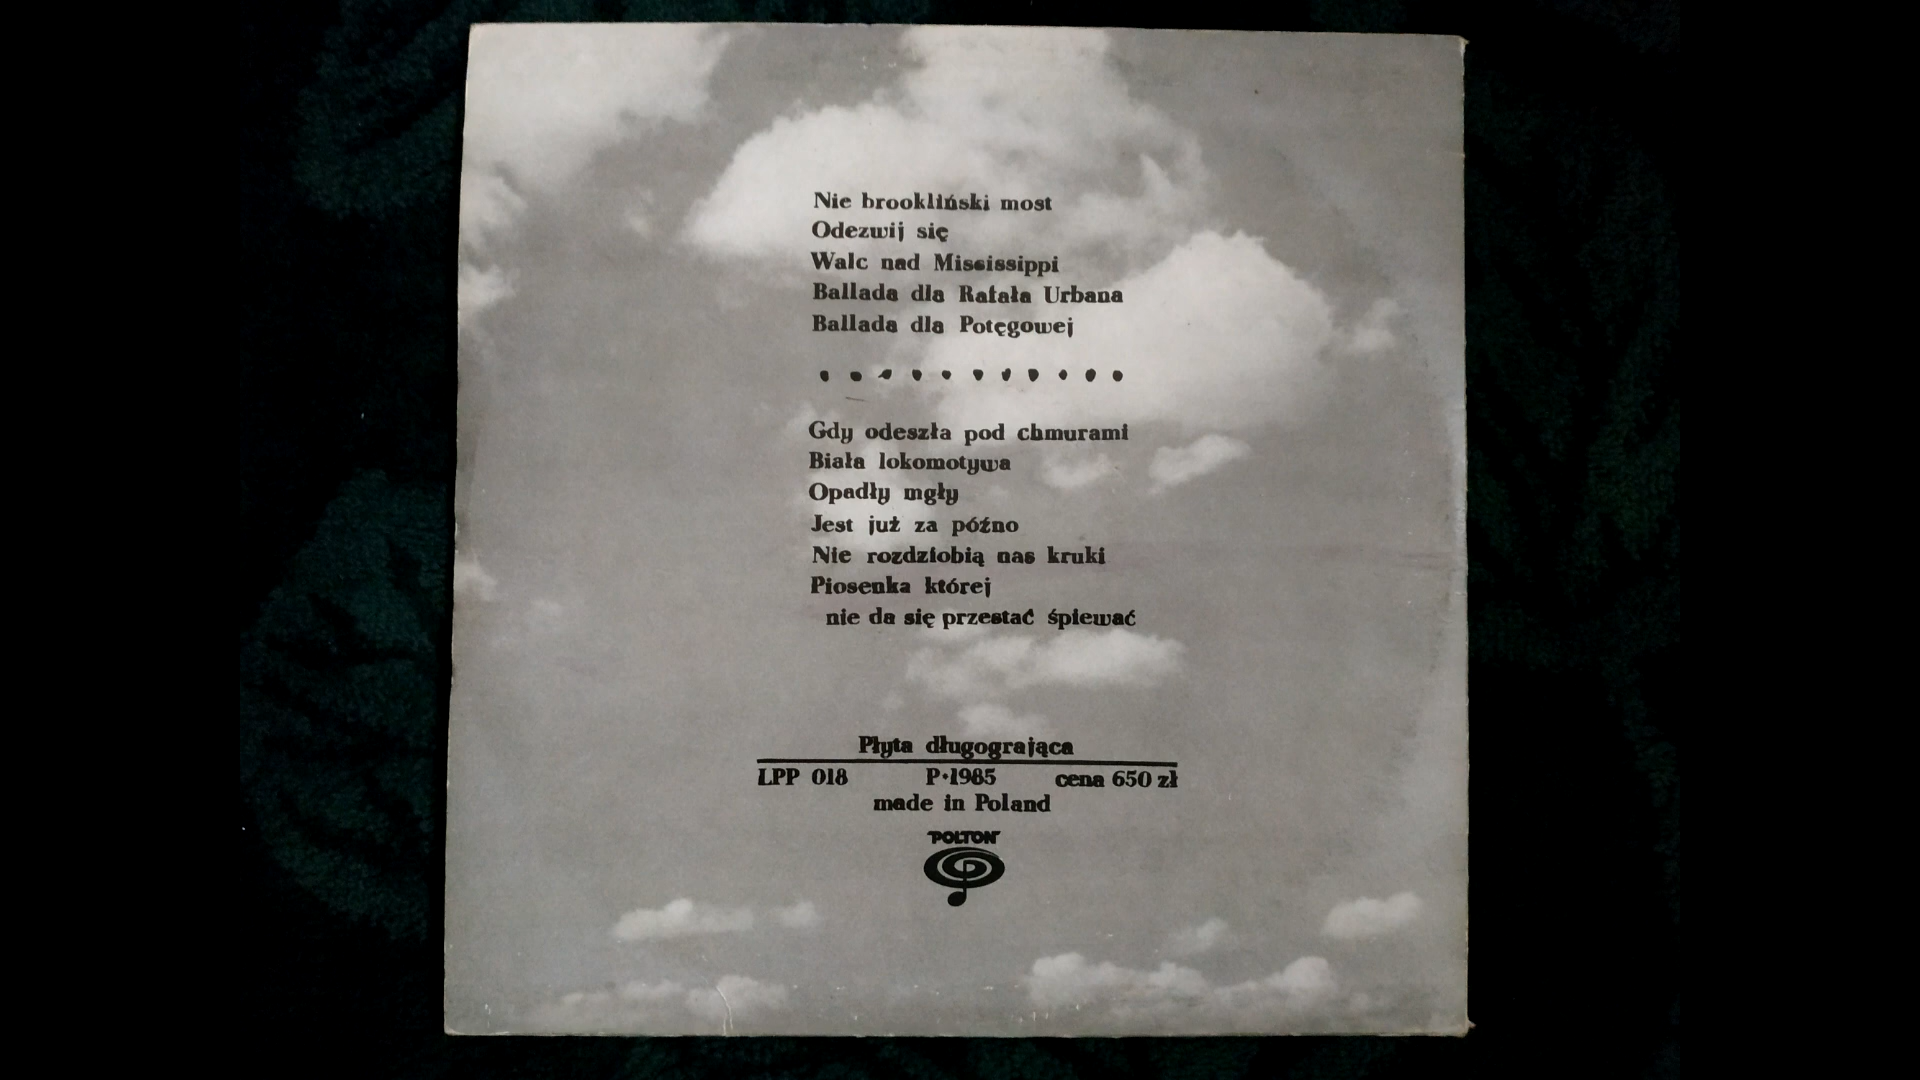 Nie brookliński most
Odezwij się
Walc nad Mississippi
Ballada dla Rafała Urbana
Ballada dla Potęgowej
Gdy odeszła pod chmurami
Biała lokomotywa
Opadły mgły
Jest już za późno
Nie rozdziobią nas kruki
Piosenka której
nie da się przestać śpiewać
Płyta długogrająca
LPP 018 P·1985 cena 650 zł
made in Poland
POLTON